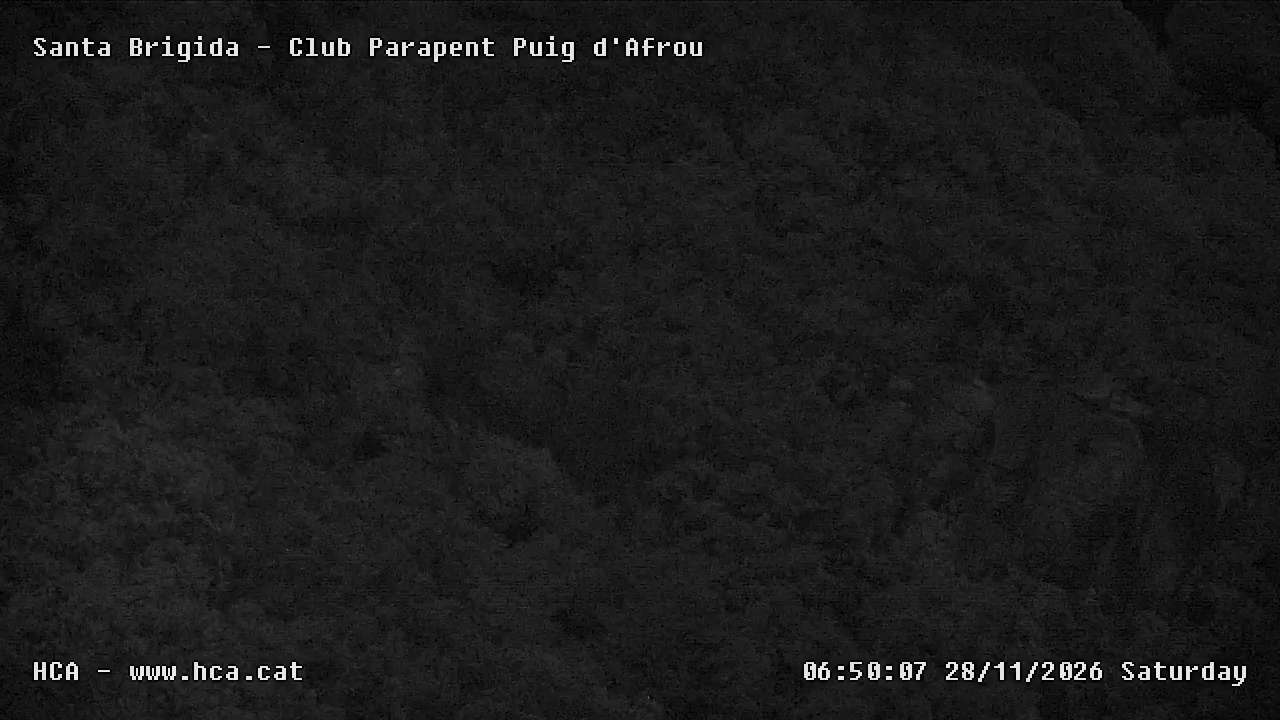 Santa Brigida - Club Parapent Puig d'Afrou
HCA - www.hca.cat
06:50:07 28/11/2026 Saturday